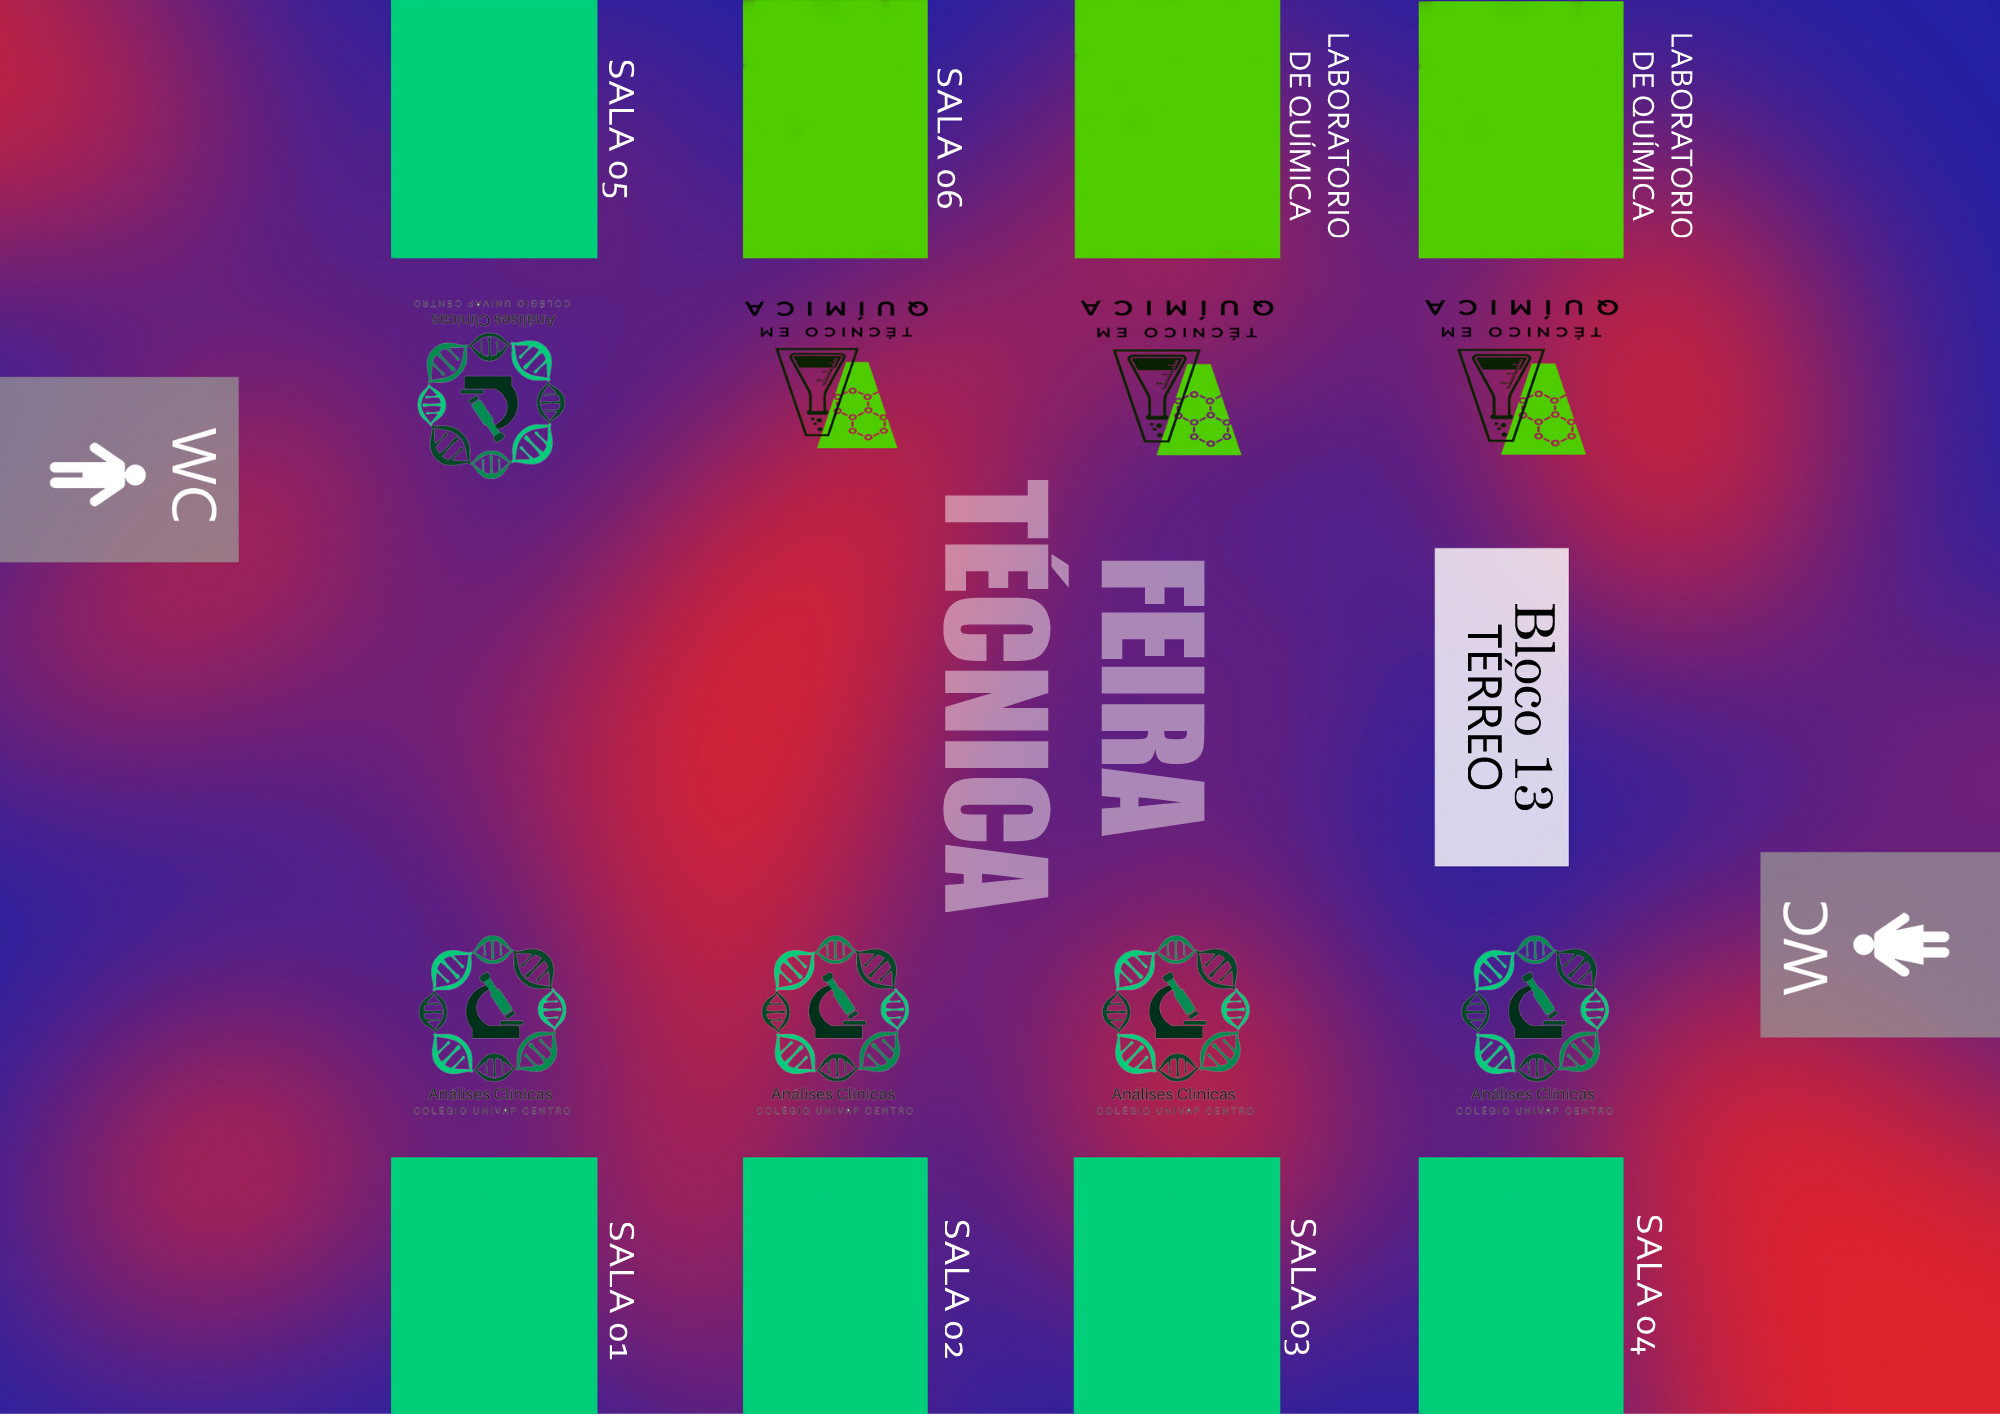 SALA 05
SALA 06
LABORATORIO
DE QUÍMICA
LABORATORIO
DE QUÍMICA
Análises Clínicas
COLÉGIO UNIVAP CENTRO
TÉCNICO EM
QUÍMICA
TÉCNICO EM
QUÍMICA
TÉCNICO EM
QUÍMICA
WC
FEIRA
TÉCNICA
Bloco 13
TÉRREO
WC
Análises Clínicas
COLÉGIO UNIVAP CENTRO
Análises Clínicas
COLÉGIO UNIVAP CENTRO
Análises Clínicas
COLÉGIO UNIVAP CENTRO
Análises Clínicas
COLÉGIO UNIVAP CENTRO
SALA 01
SALA 02
SALA 03
SALA 04